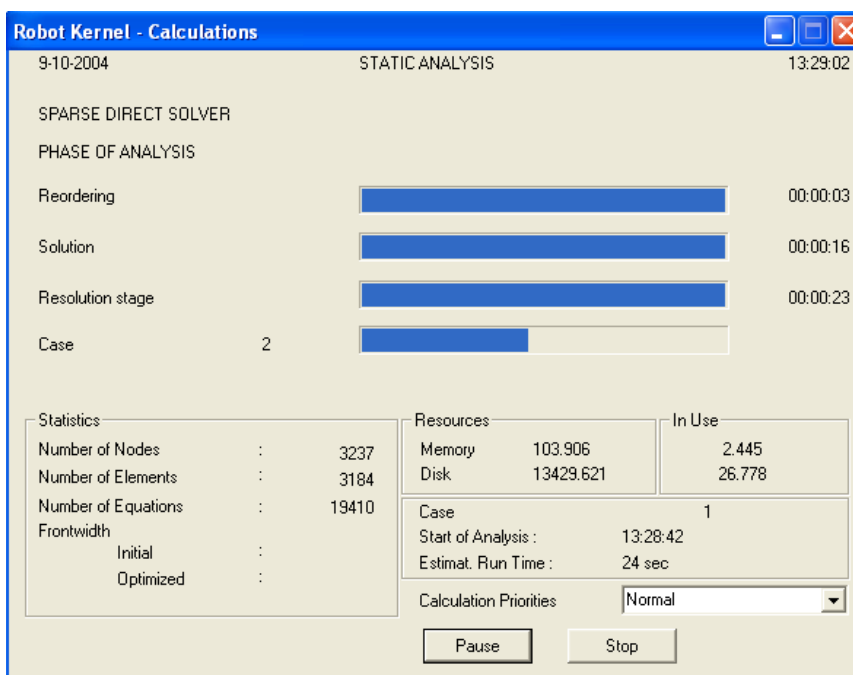 Robot Kernel - Calculations
9-10-2004 STATIC ANALYSIS 13:29:02
SPARSE DIRECT SOLVER
PHASE OF ANALYSIS
Reordering 00:00:03
Solution 00:00:16
Resolution stage 00:00:23
Case 2
Statistics
Number of Nodes : 3237
Number of Elements : 3184
Number of Equations : 19410
Frontwidth
Initial :
Optimized :
Resources
Memory 103.906
Disk 13429.621
In Use
2.445
26.778
Case 1
Start of Analysis : 13:28:42
Estimat. Run Time : 24 sec
Calculation Priorities Normal
Pause Stop